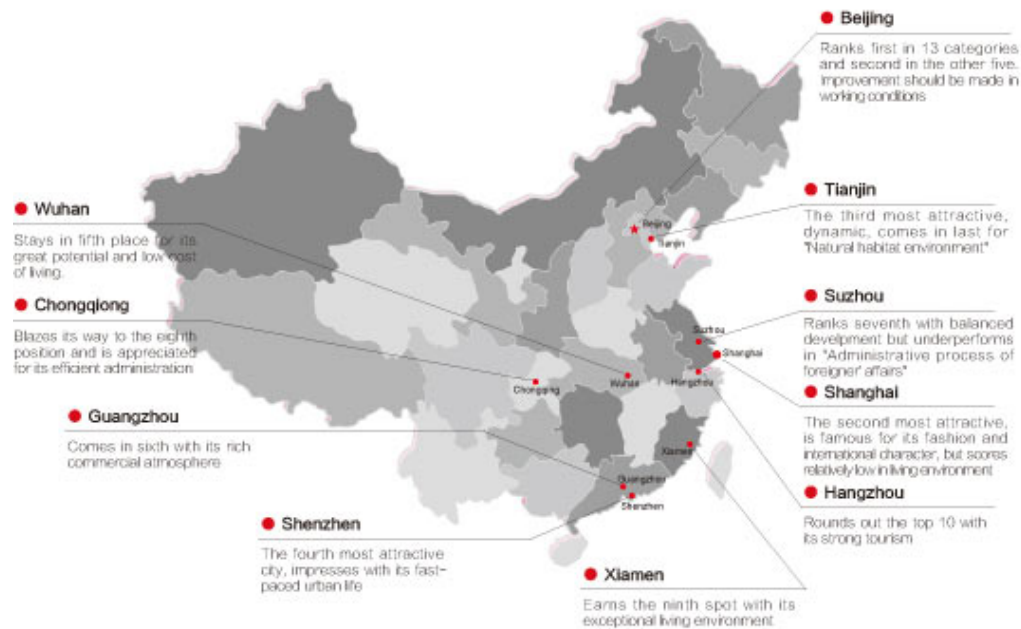 Beijing
Ranks first in 13 categories
and second in the other five.
Improvement should be made in
working conditions
Wuhan
Stays in fifth place for its
great potential and low cost
of living.
Tianjin
The third most attractive,
dynamic, comes in last for
"Natural habitat environment"
Chongqiong
Blazes its way to the eighth
position and is appreciated
for its efficient administration
Suzhou
Ranks seventh with balanced
develpment but underperforms
in "Administrative process of
foreigner' affairs"
Shanghai
The second most attractive,
is famous for its fashion and
international character, but scores
relatively low in living environment
Guangzhou
Comes in sixth with its rich
commercial atmosphere
Hangzhou
Rounds out the top 10 with
its strong tourism
Shenzhen
The fourth most attractive
city, impresses with its fast-
paced urban life
Xiamen
Earns the ninth spot with its
exceptional living environment
Beijing
Tianjin
Suzhou
Shanghai
Hangzhou
Wuhan
Chongqing
Xiamen
Guangzhou
Shenzhen